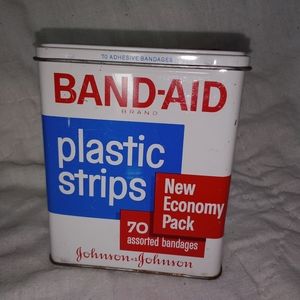 70 ADHESIVE BANDAGES
BAND-AID
BRAND
plastic
strips
New
Economy
Pack
70
assorted bandages
Johnson & Johnson